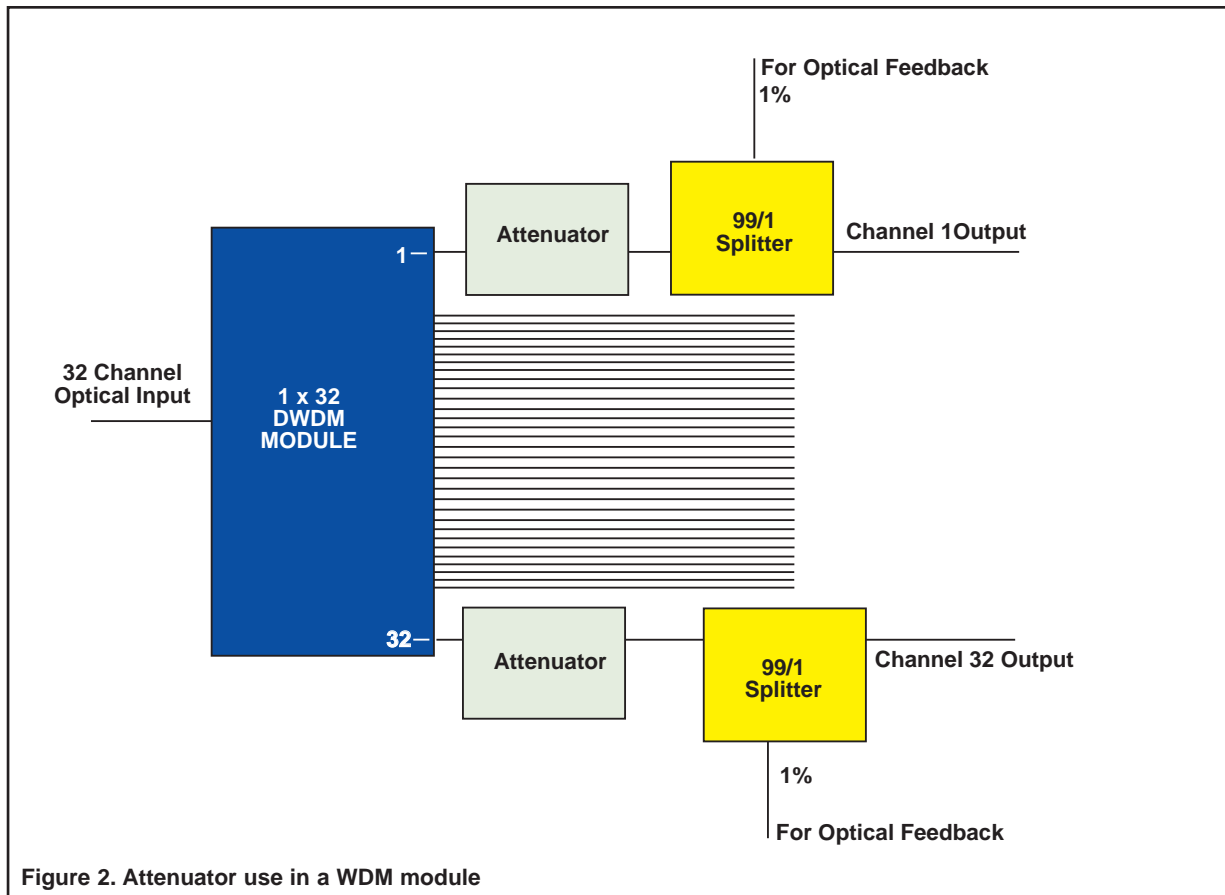 For Optical Feedback
1%
Attenuator
99/1
Splitter
Channel 1Output
1
32 Channel
Optical Input
1 x 32
DWDM
MODULE
32
Attenuator
99/1
Splitter
Channel 32 Output
1%
For Optical Feedback
Figure 2. Attenuator use in a WDM module